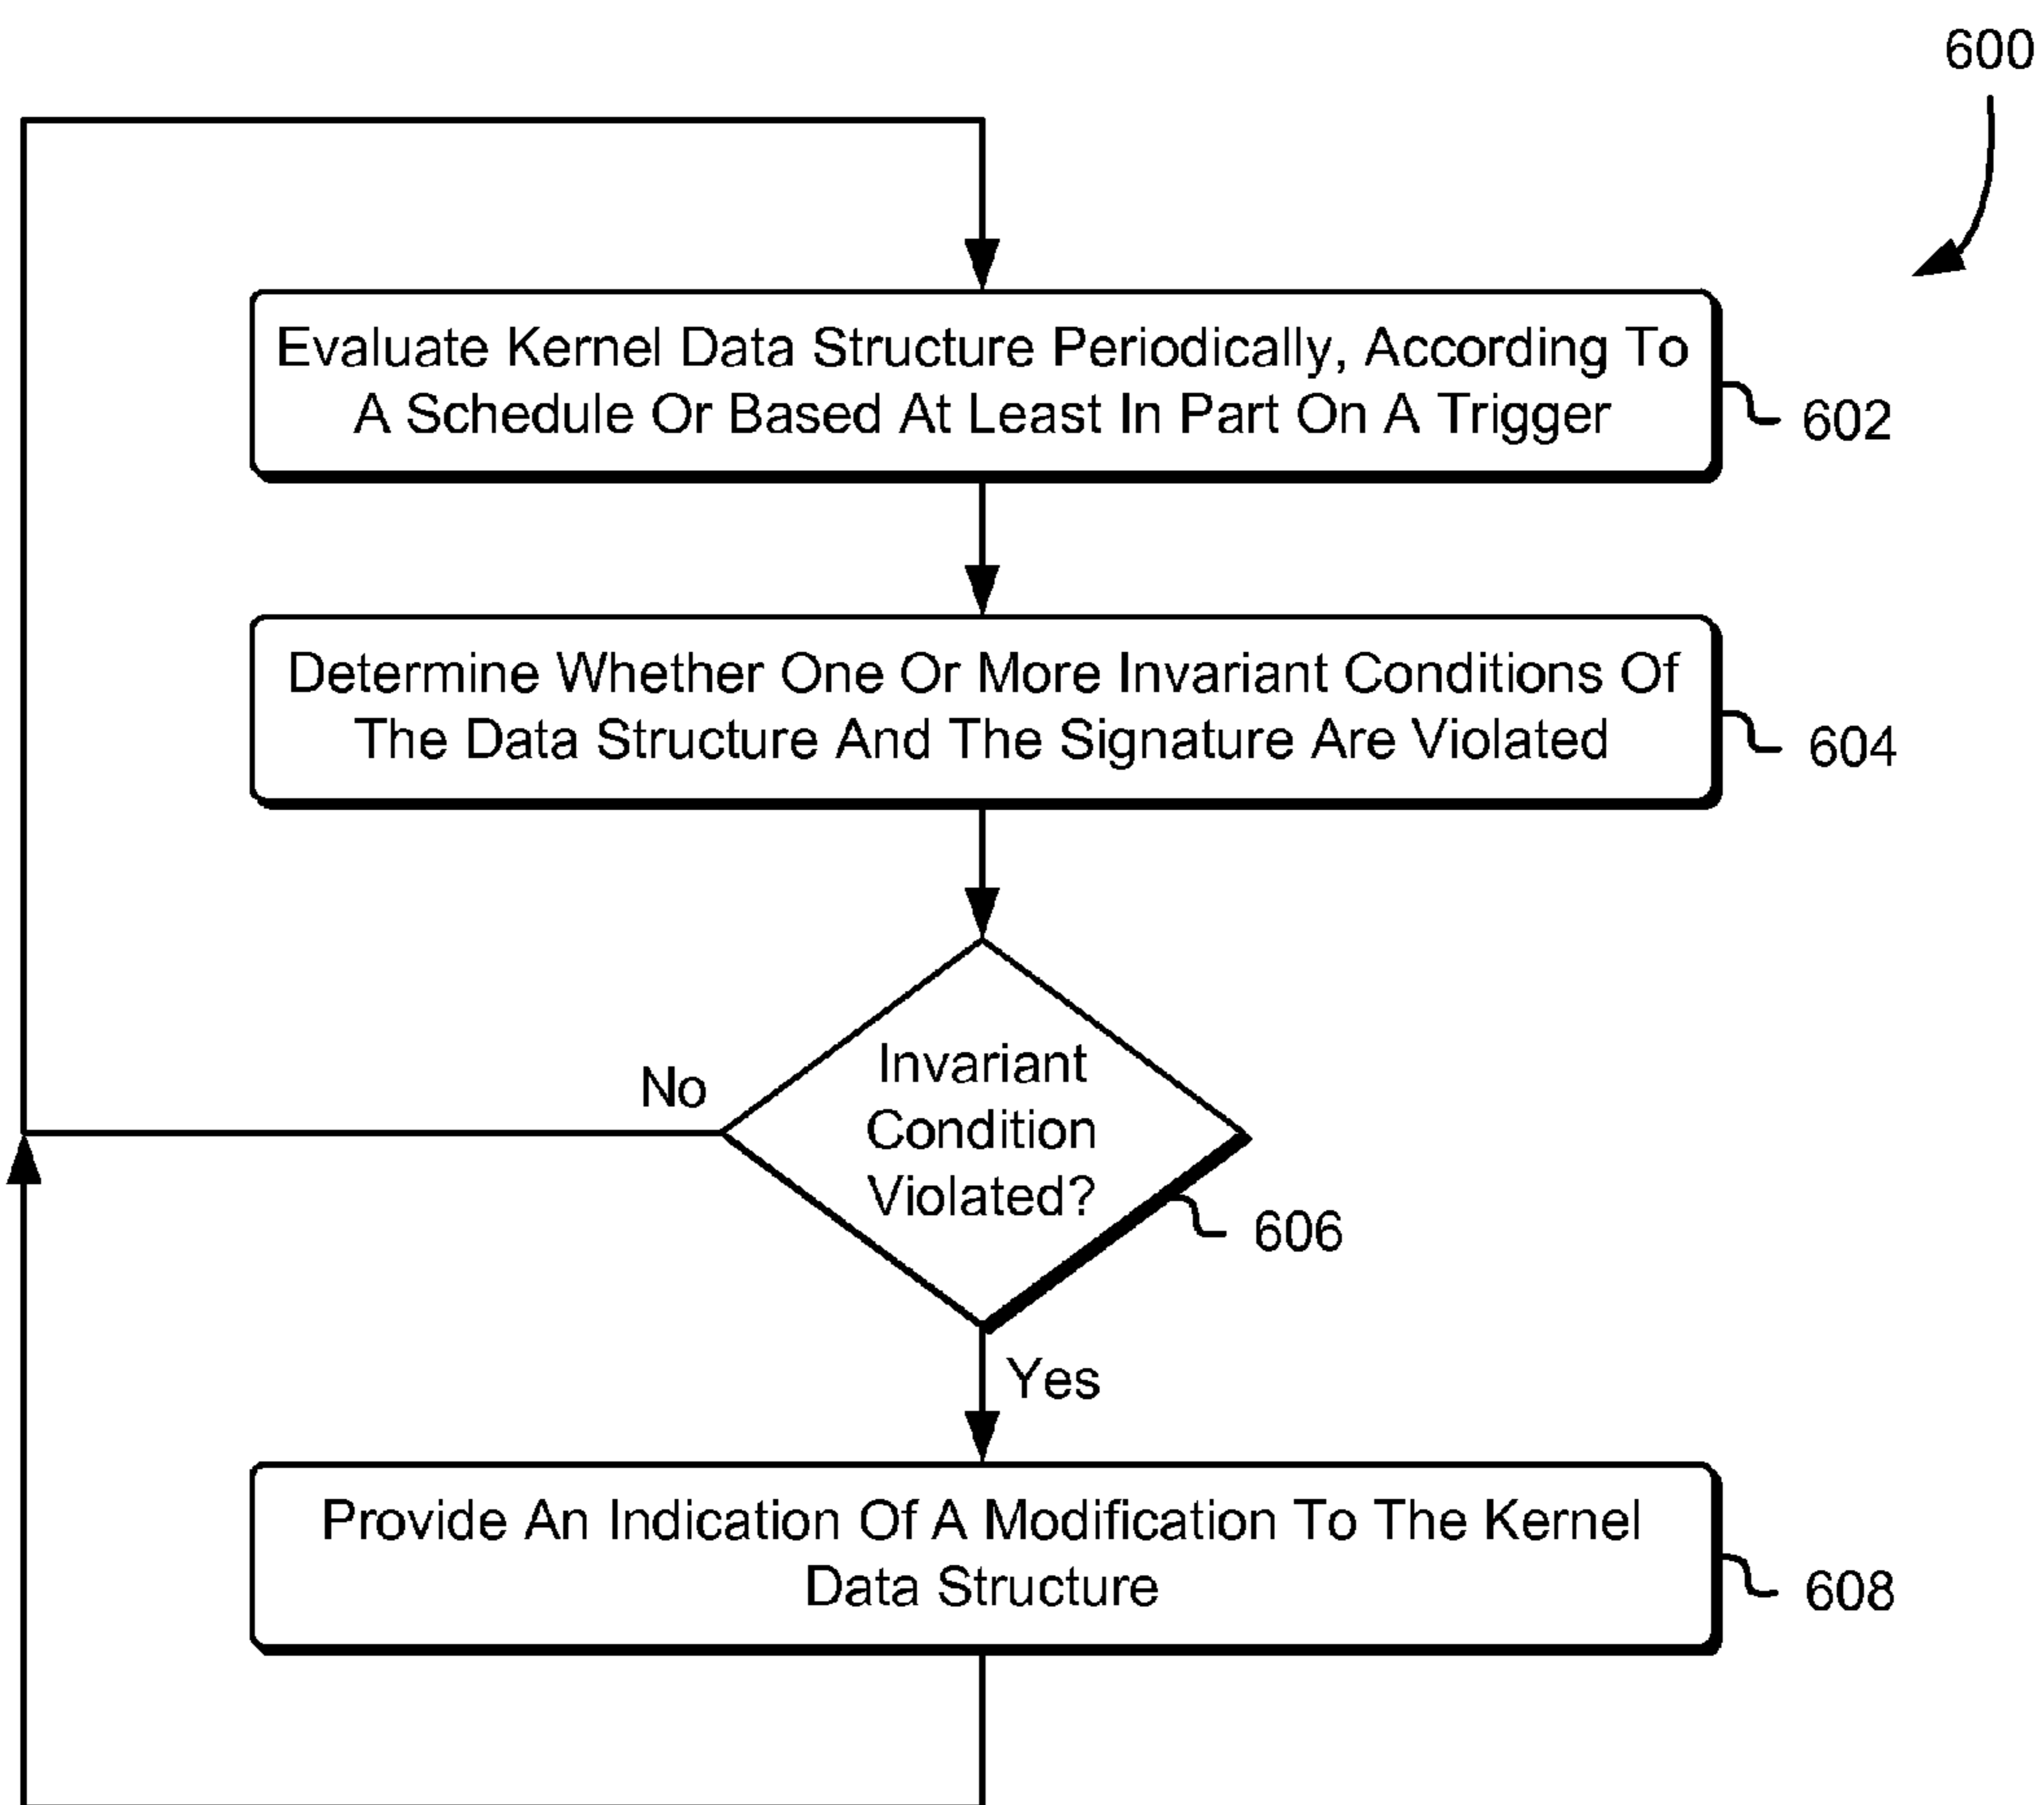 600
Evaluate Kernel Data Structure Periodically, According To
A Schedule Or Based At Least In Part On A Trigger
602
Determine Whether One Or More Invariant Conditions Of
The Data Structure And The Signature Are Violated
604
No
Invariant
Condition
Violated?
606
Yes
Provide An Indication Of A Modification To The Kernel
Data Structure
608